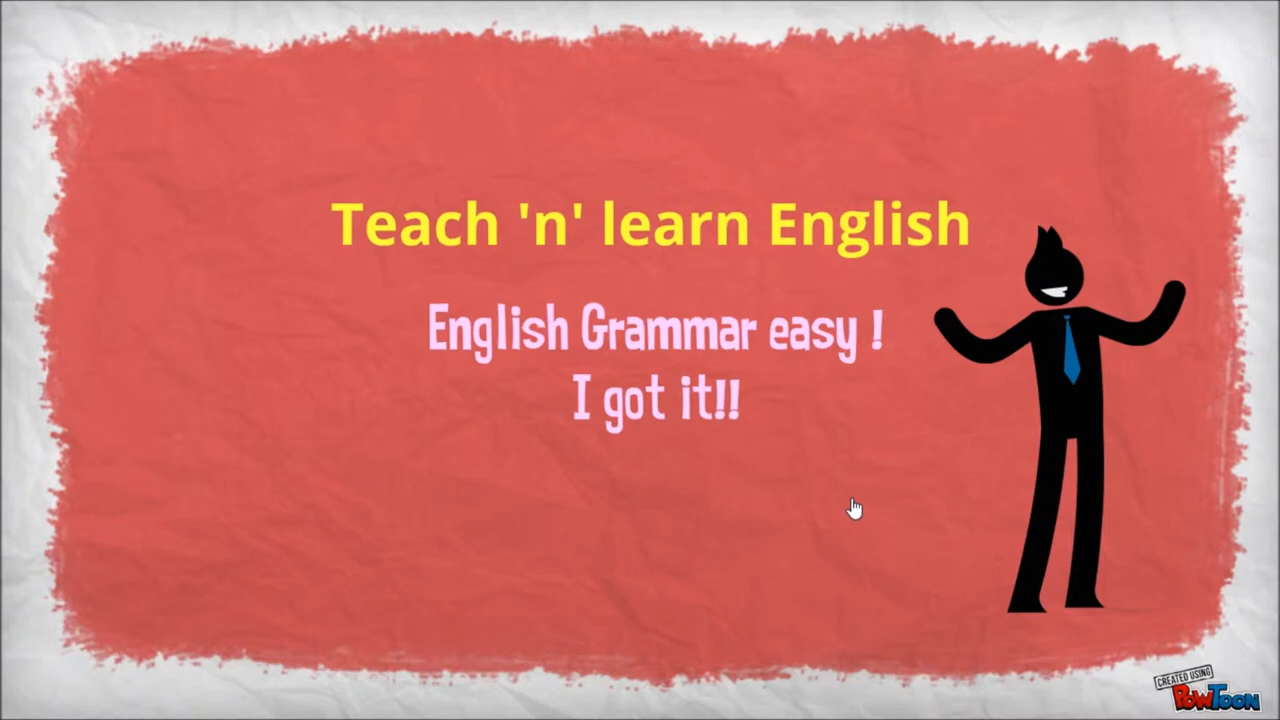 Teach 'n' learn English
English Grammar easy !
I got it!!
CREATED USING
POWTOON